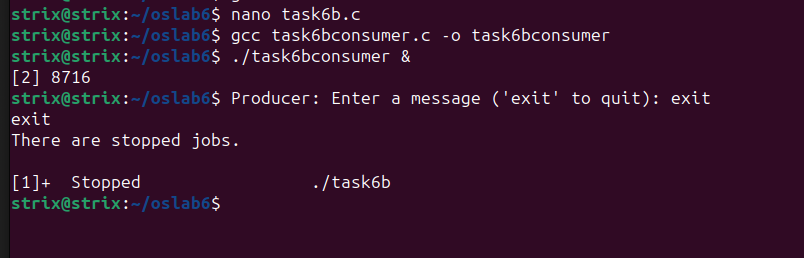 strix@strix:~/oslab6$ nano task6b.c
strix@strix:~/oslab6$ gcc task6bconsumer.c -o task6bconsumer
strix@strix:~/oslab6$ ./task6bconsumer &
[2] 8716
strix@strix:~/oslab6$ Producer: Enter a message ('exit' to quit): exit
exit
There are stopped jobs.
[1]+  Stopped                 ./task6b
strix@strix:~/oslab6$